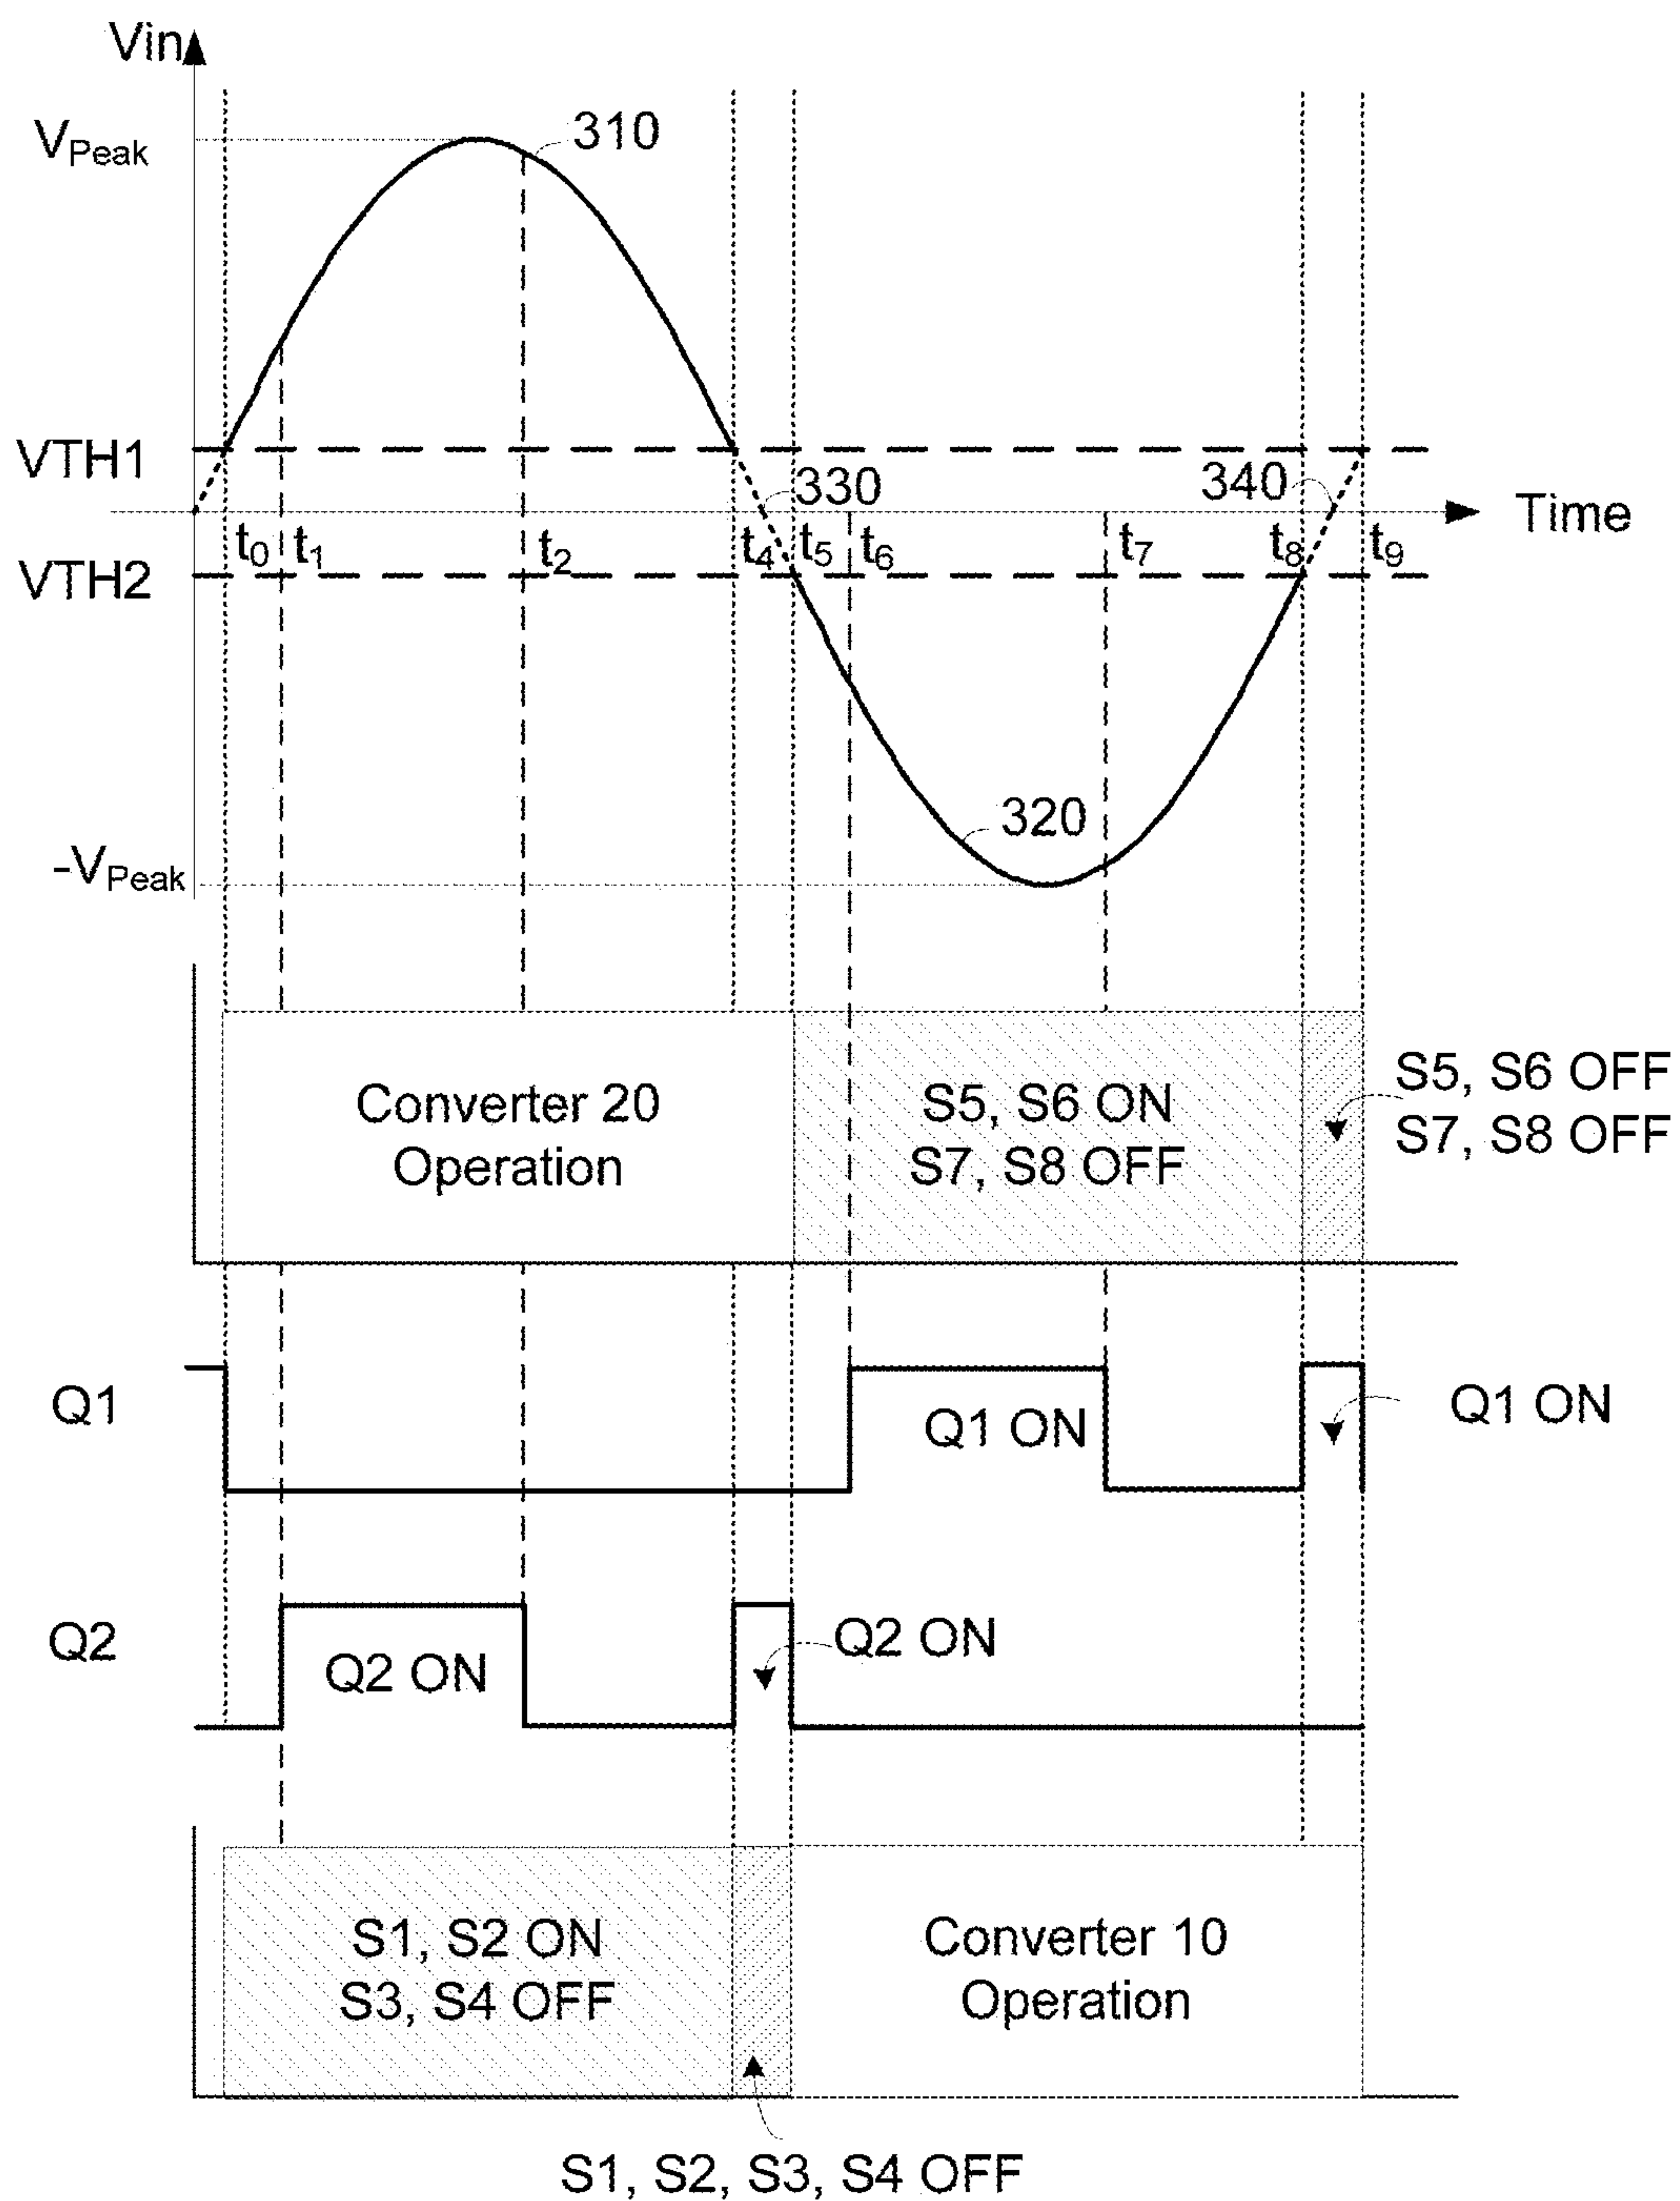 Vin
V_Peak
310
VTH1
330
340
Time
t0 t1 t2 t4 t5 t6 t7 t8 t9
VTH2
320
-V_Peak
Converter 20
Operation
S5, S6 ON
S7, S8 OFF
S5, S6 OFF
S7, S8 OFF
Q1
Q1 ON
Q1 ON
Q2
Q2 ON
Q2 ON
S1, S2 ON
S3, S4 OFF
Converter 10
Operation
S1, S2, S3, S4 OFF